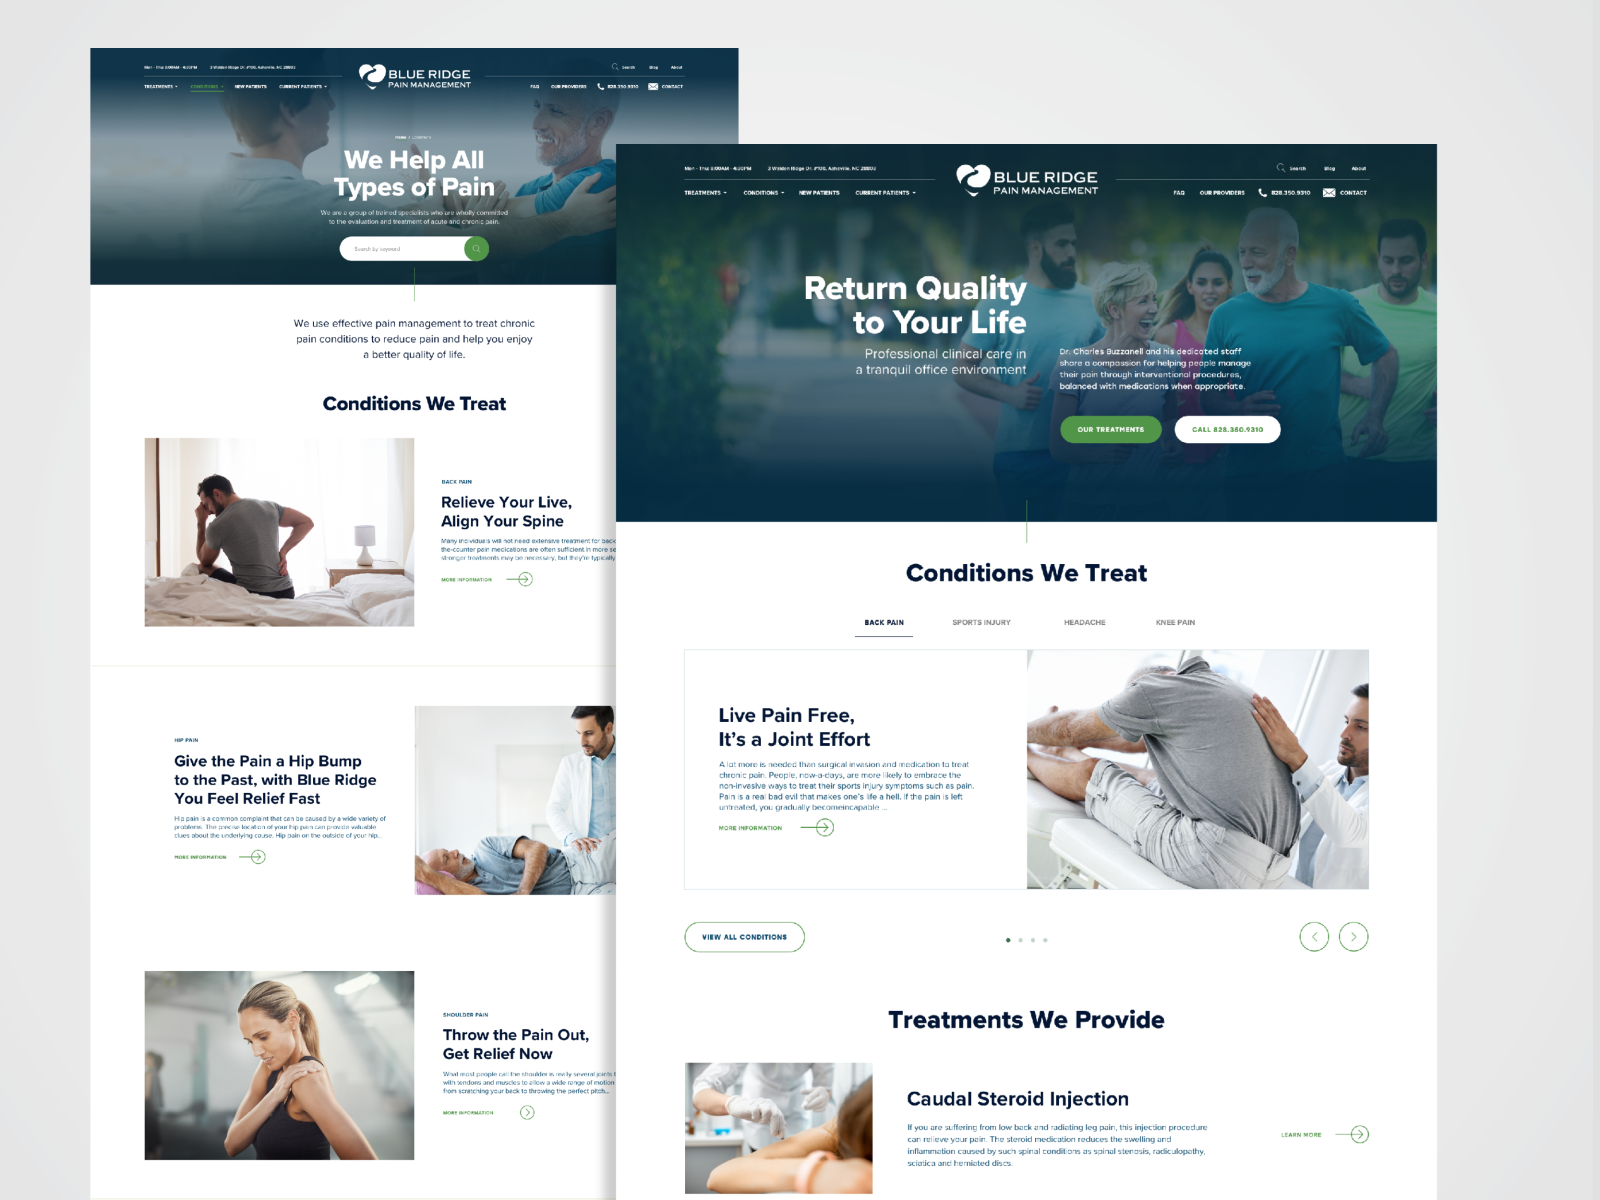 Mon - Thu: 8:00AM - 4:30PM
2 Walden Ridge Dr. #100, Asheville, NC 28803
BLUE RIDGE
PAIN MANAGEMENT
Search
Blog
About
TREATMENTS
CONDITIONS
NEW PATIENTS
CURRENT PATIENTS
FAQ
OUR PROVIDERS
828.350.9310
CONTACT
Home / Conditions
We Help All
Types of Pain
We are a group of trained specialists who are wholly committed
to the evaluation and treatment of acute and chronic pain.
Search by keyword
We use effective pain management to treat chronic
pain conditions to reduce pain and help you enjoy
a better quality of life.
Conditions We Treat
BACK PAIN
Relieve Your Live,
Align Your Spine
Many individuals will not need extensive treatment for back
the-counter pain medications are often sufficient in more se
stronger treatments may be necessary, but they're typically
MORE INFORMATION
HIP PAIN
Give the Pain a Hip Bump
to the Past, with Blue Ridge
You Feel Relief Fast
Hip pain is a common complaint that can be caused by a wide variety of
problems. The precise location of your hip pain can provide valuable
clues about the underlying cause. Hip pain on the outside of your hip...
MORE INFORMATION
SHOULDER PAIN
Throw the Pain Out,
Get Relief Now
What most people call the shoulder is really several joints t
with tendons and muscles to allow a wide range of motion
from scratching your back to throwing the perfect pitch...
MORE INFORMATION
Mon - Thu: 8:00AM - 4:30PM
2 Walden Ridge Dr. #100, Asheville, NC 28803
BLUE RIDGE
PAIN MANAGEMENT
Search
Blog
About
TREATMENTS
CONDITIONS
NEW PATIENTS
CURRENT PATIENTS
FAQ
OUR PROVIDERS
828.350.9310
CONTACT
Return Quality
to Your Life
Professional clinical care in
a tranquil office environment
Dr. Charles Buzzanell and his dedicated staff
share a compassion for helping people manage
their pain through interventional procedures,
balanced with medications when appropriate.
OUR TREATMENTS
CALL 828.350.9310
Conditions We Treat
BACK PAIN
SPORTS INJURY
HEADACHE
KNEE PAIN
Live Pain Free,
It's a Joint Effort
A lot more is needed than surgical invasion and medication to treat
chronic pain. People, now-a-days, are more likely to embrace the
non-invasive ways to treat their sports injury symptoms such as pain.
Pain is a real bad evil that makes one's life a hell. If the pain is left
untreated, you gradually becomeincapable ...
MORE INFORMATION
VIEW ALL CONDITIONS
Treatments We Provide
Caudal Steroid Injection
If you are suffering from low back and radiating leg pain, this injection procedure
can relieve your pain. The steroid medication reduces the swelling and
inflammation caused by such spinal conditions as spinal stenosis, radiculopathy,
sciatica and herniated discs.
LEARN MORE